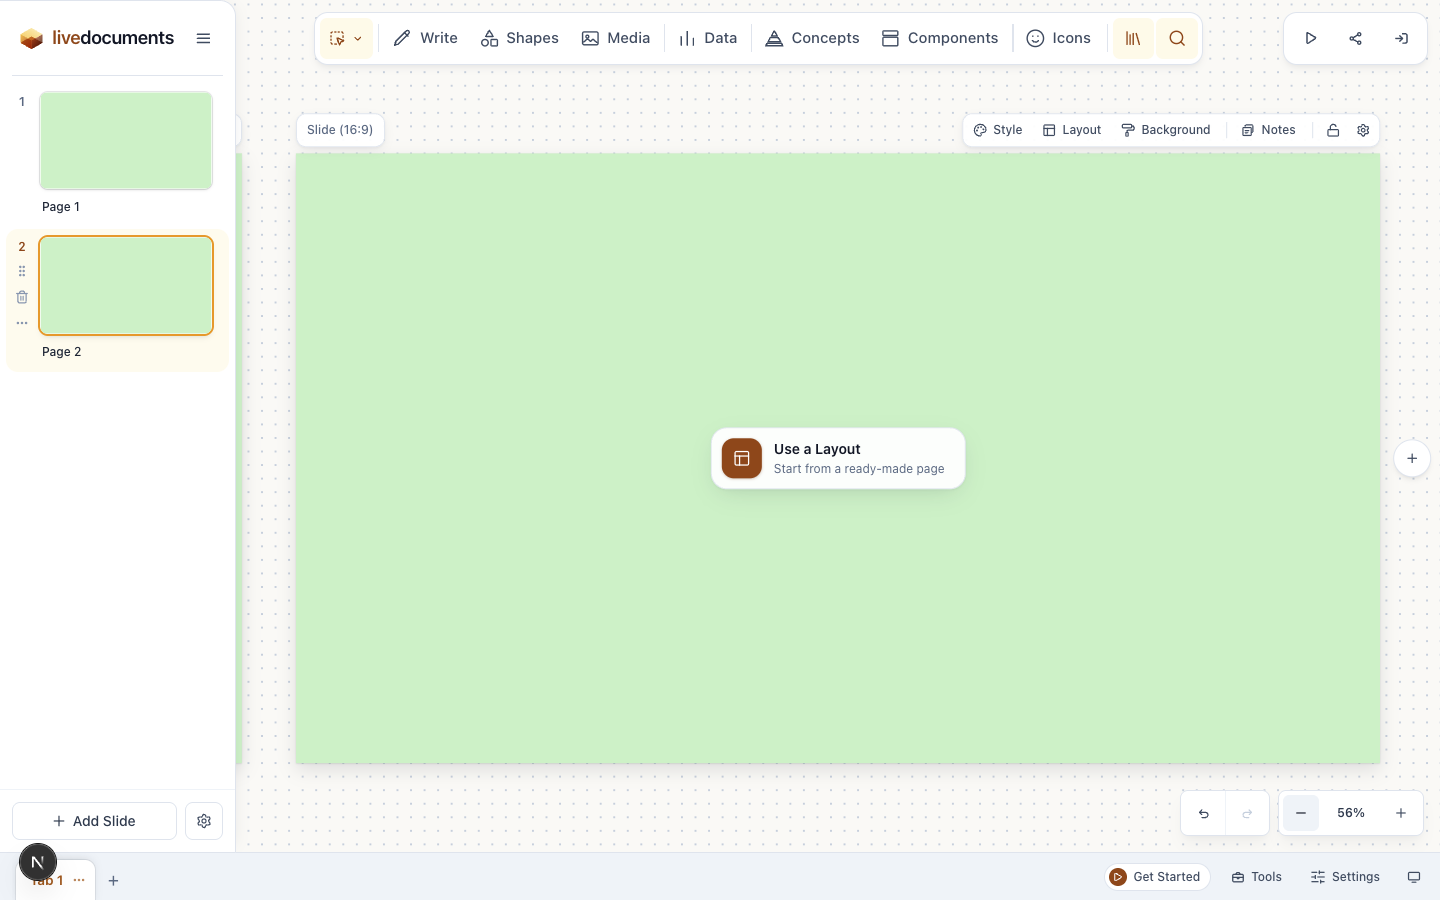 livedocuments
Write
Shapes
Media
Data
Concepts
Components
Icons
1
Page 1
2
Page 2
Slide (16:9)
Style
Layout
Background
Notes
Use a Layout
Start from a ready-made page
Add Slide
56%
N
Tab 1
Get Started
Tools
Settings